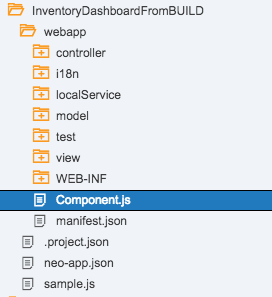 InventoryDashboardFromBUILD
webapp
controller
i18n
localService
model
test
view
WEB-INF
Component.js
manifest.json
.project.json
neo-app.json
sample.js